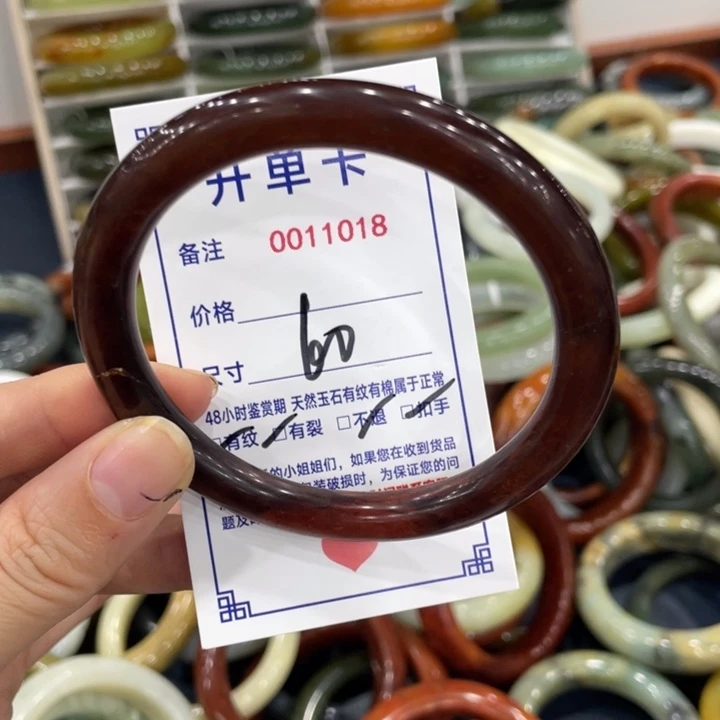 开单卡
备注 0011018
价格
尺寸 60
48小时鉴赏期 天然玉石有纹有棉属于正常
□有纹 □有裂 □不退 □扣手
的小姐姐们，如果您在收到货品
装破损时，为保证您的问
题及